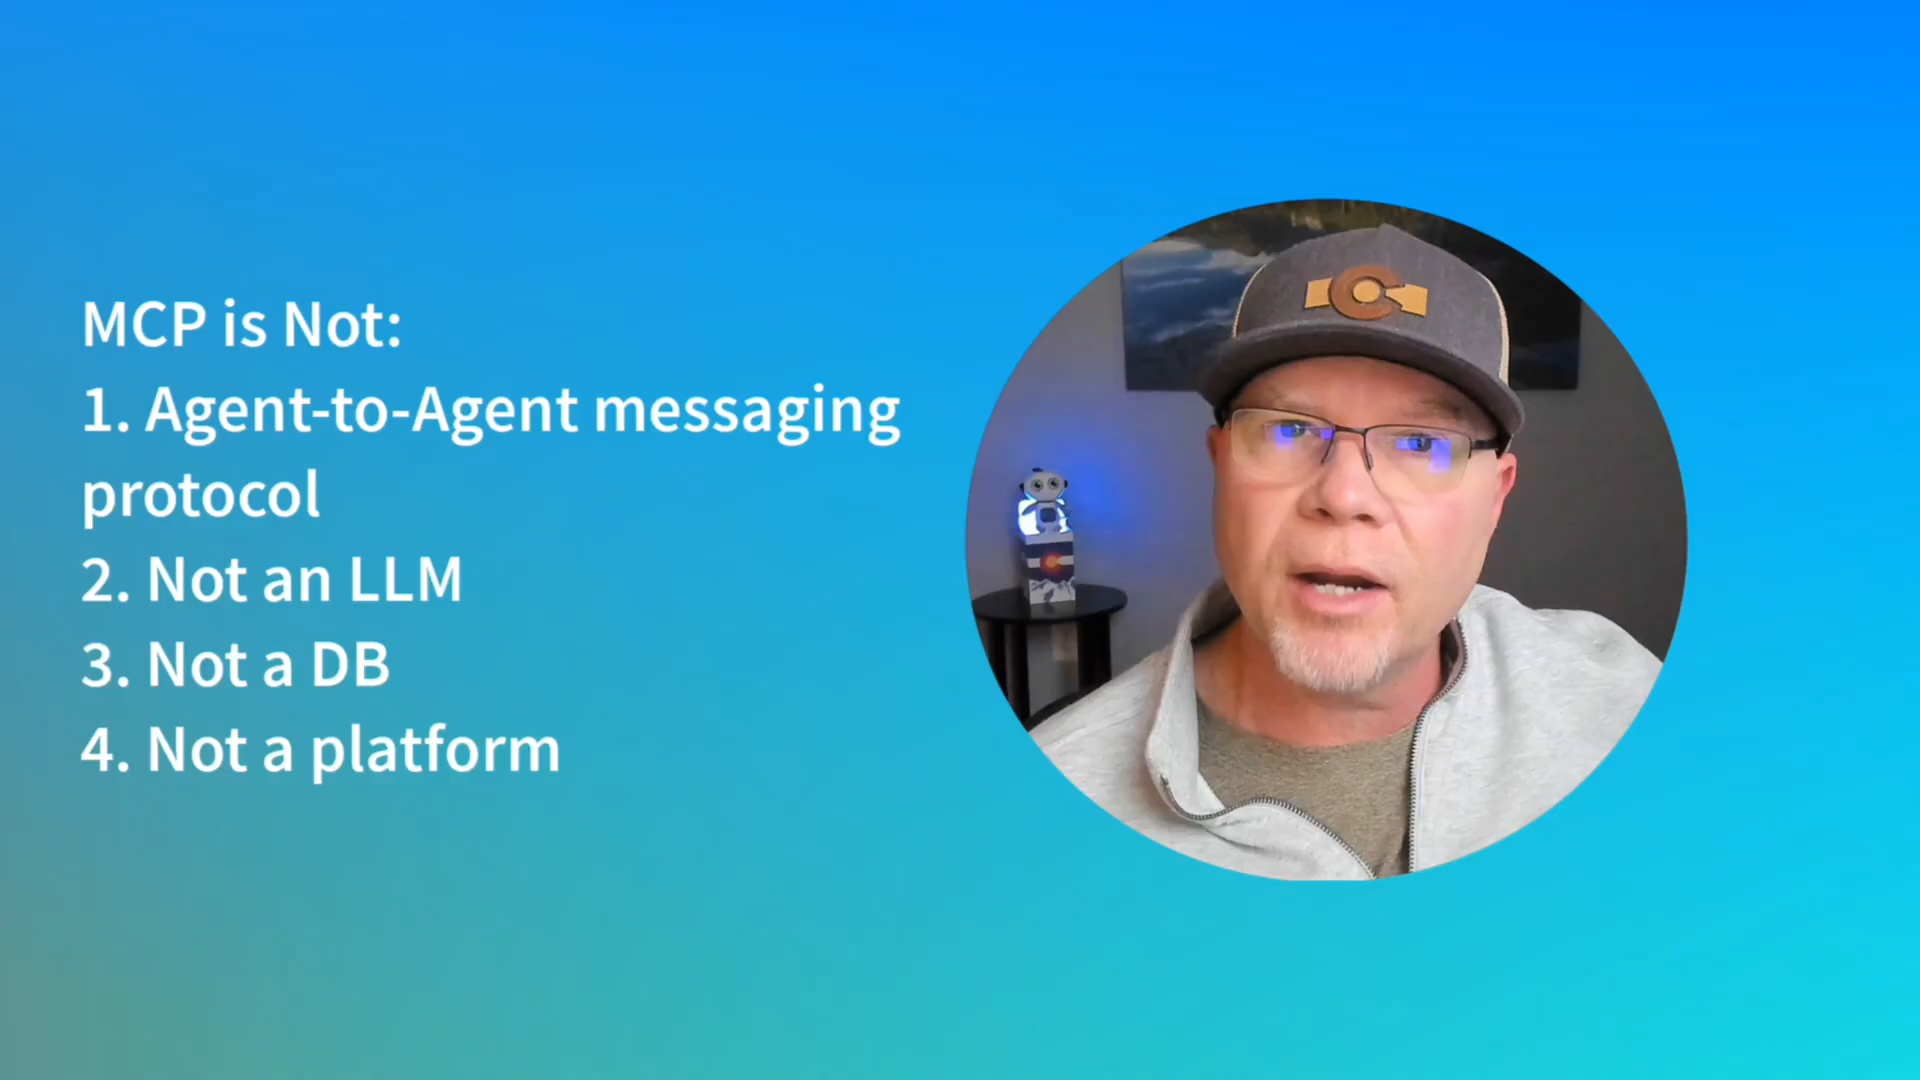 MCP is Not:
1. Agent-to-Agent messaging
protocol
2. Not an LLM
3. Not a DB
4. Not a platform